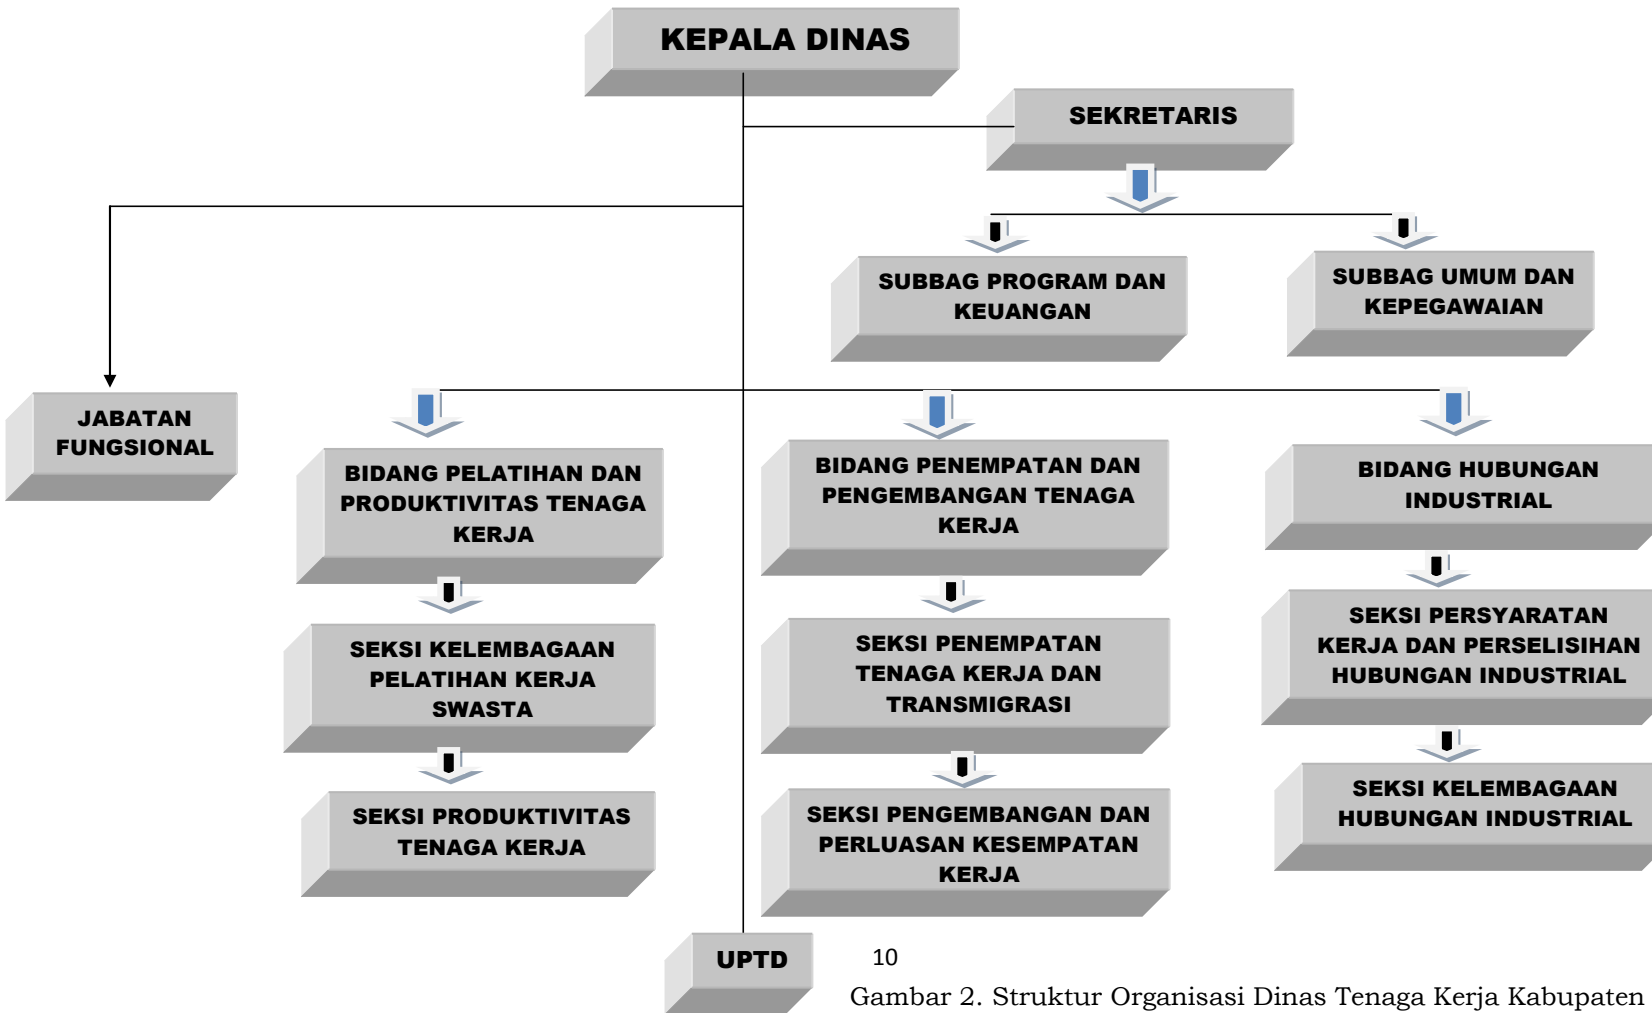 KEPALA DINAS
SEKRETARIS
SUBBAG PROGRAM DAN
KEUANGAN
SUBBAG UMUM DAN
KEPEGAWAIAN
JABATAN
FUNGSIONAL
BIDANG PELATIHAN DAN
PRODUKTIVITAS TENAGA
KERJA
BIDANG PENEMPATAN DAN
PENGEMBANGAN TENAGA
KERJA
BIDANG HUBUNGAN
INDUSTRIAL
SEKSI KELEMBAGAAN
PELATIHAN KERJA
SWASTA
SEKSI PENEMPATAN
TENAGA KERJA DAN
TRANSMIGRASI
SEKSI PERSYARATAN
KERJA DAN PERSELISIHAN
HUBUNGAN INDUSTRIAL
SEKSI PRODUKTIVITAS
TENAGA KERJA
SEKSI PENGEMBANGAN DAN
PERLUASAN KESEMPATAN
KERJA
SEKSI KELEMBAGAAN
HUBUNGAN INDUSTRIAL
UPTD
10
Gambar 2. Struktur Organisasi Dinas Tenaga Kerja Kabupaten